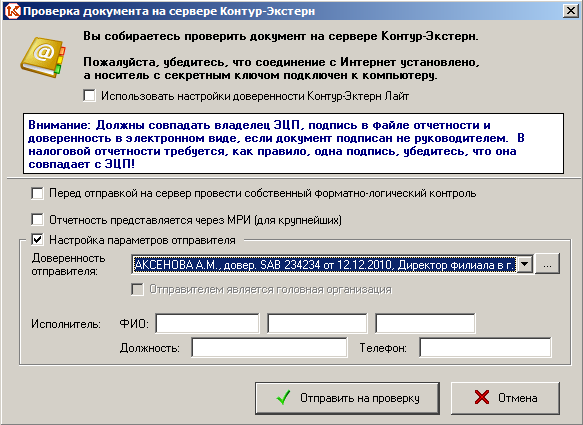 Проверка документа на сервере Контур-Экстерн
Вы собираетесь проверить документ на сервере Контур-Экстерн.
Пожалуйста, убедитесь, что соединение с Интернет установлено,
а носитель с секретным ключом подключен к компьютеру.
Использовать настройки доверенности Контур-Эктерн Лайт
Внимание: Должны совпадать владелец ЭЦП, подпись в файле отчетности и
доверенность в электронном виде, если документ подписан не руководителем. В
налоговой отчетности требуется, как правило, одна подпись, убедитесь, что она
совпадает с ЭЦП!
Перед отправкой на сервер провести собственный форматно-логический контроль
Отчетность представляется через МРИ (для крупнейших)
Настройка параметров отправителя
Доверенность
отправителя:
АКСЕНОВА А.М., довер. SAB 234234 от 12.12.2010, Директор филиала в г.
...
Отправителем является головная организация
Исполнитель: ФИО:
Должность: Телефон:
Отправить на проверку Отмена